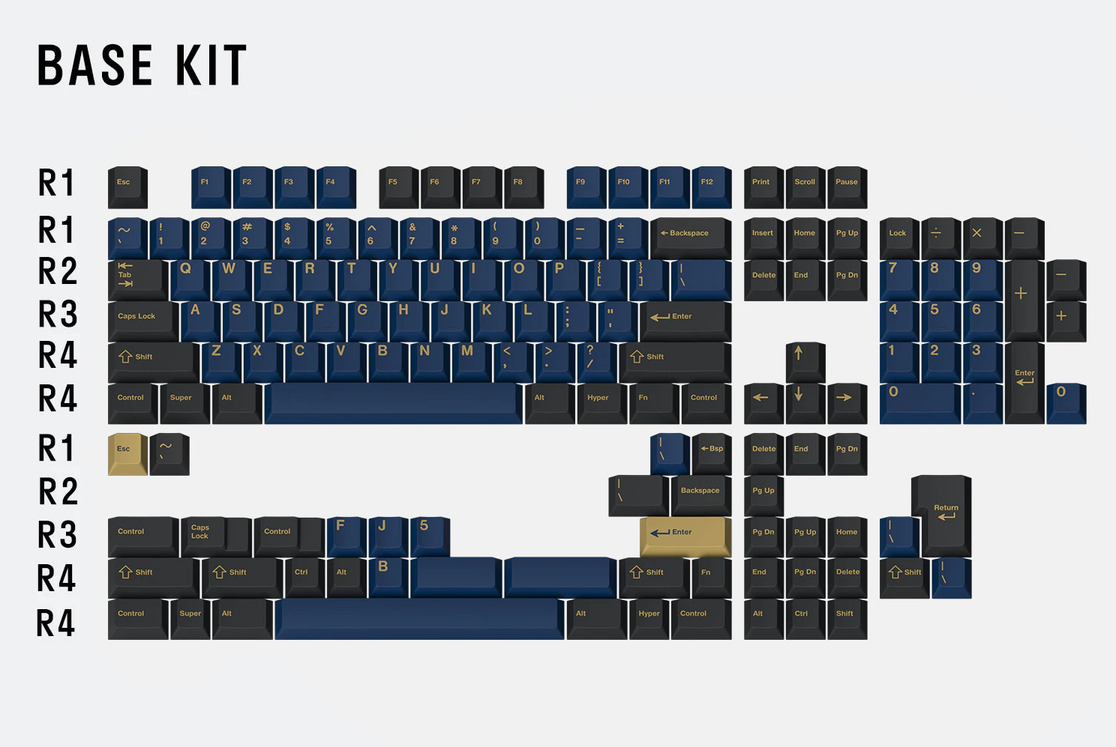 BASE KIT
R1 Esc F1 F2 F3 F4 F5 F6 F7 F8 F9 F10 F11 F12 Print Scroll Pause
R1 ~ ` ! 1 @ 2 # 3 $ 4 % 5 ^ 6 & 7 * 8 ( 9 ) 0 _ - + = ← Backspace Insert Home Pg Up Lock ÷ × −
R2 Tab Q W E R T Y U I O P { [ } ] | \ Delete End Pg Dn 7 8 9 + −
R3 Caps Lock A S D F G H J K L : ; " ' Enter 4 5 6 +
R4 Shift Z X C V B N M < , > . ? / Shift ↑ 1 2 3 Enter
R4 Control Super Alt Alt Hyper Fn Control ← ↓ → 0 . 0
R1 Esc ~ ` | \ ← Bsp Delete End Pg Dn
R2 | \ Backspace Pg Up Return
R3 Control Caps Lock Control F J 5 Enter Pg Dn Pg Up Home | \
R4 Shift Shift Ctrl Alt B Shift Fn End Pg Dn Delete Shift | \
R4 Control Super Alt Alt Hyper Control Alt Ctrl Shift